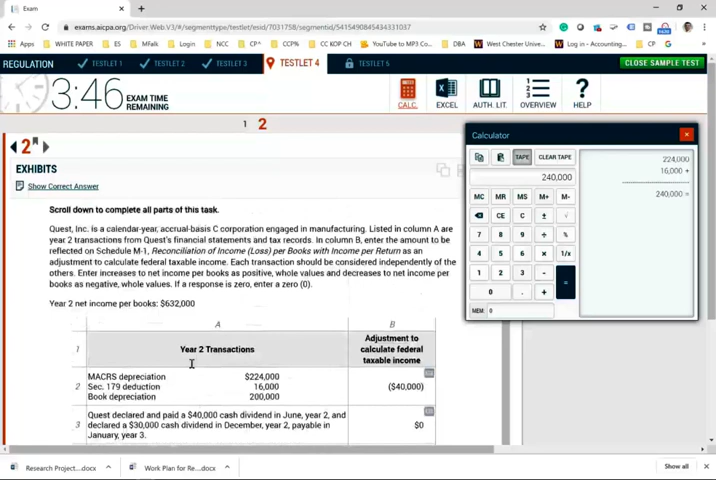 Exam
exams.aicpa.org/Driver.Web.V3/#/segmenttype/testlet/esid/7031758/segmentid/5415490845434331037
Apps WHITE PAPER ES MFalk Login NCC CP^ CCP% CC KOP CH YouTube to MP3 Co... DBA West Chester Univer... Log in - Accounting... CP
REGULATION TESTLET 1 TESTLET 2 TESTLET 3 TESTLET 4 TESTLET 5 CLOSE SAMPLE TEST
3:46 EXAM TIME
REMAINING
CALC. EXCEL AUTH. LIT. OVERVIEW HELP
1 2
2
EXHIBITS
Show Correct Answer
Scroll down to complete all parts of this task.
Quest, Inc. is a calendar-year, accrual-basis C corporation engaged in manufacturing. Listed in column A are
year 2 transactions from Quest's financial statements and tax records. In column B, enter the amount to be
reflected on Schedule M-1, Reconciliation of Income (Loss) per Books with Income per Return as an
adjustment to calculate federal taxable income. Each transaction should be considered independently of the
others. Enter increases to net income per books as positive, whole values and decreases to net income per
books as negative, whole values. If a response is zero, enter a zero (0).
Year 2 net income per books: $632,000
A B
1 Year 2 Transactions Adjustment to
calculate federal
taxable income
MACRS depreciation $224,000
2 Sec. 179 deduction 16,000 ($40,000)
Book depreciation 200,000
Quest declared and paid a $40,000 cash dividend in June, year 2, and
3 declared a $30,000 cash dividend in December, year 2, payable in $0
January, year 3.
Calculator
TAPE CLEAR TAPE
240,000
MC MR MS M+ M-
CE C ± √
7 8 9 ÷ %
4 5 6 × 1/x
1 2 3 - =
0 . +
MEM 0
224,000
16,000 +
240,000 =
Research Project....docx Work Plan for Re....docx Show all